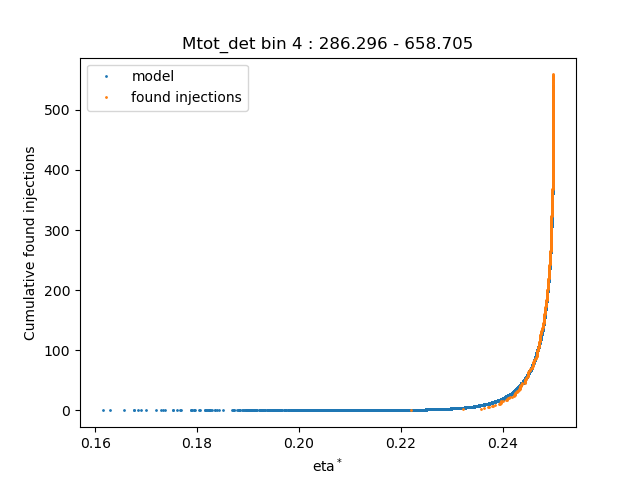 Mtot_det bin 4 : 286.296 - 658.705
model
found injections
Cumulative found injections
500
400
300
200
100
0
0.16 0.18 0.20 0.22 0.24
eta*